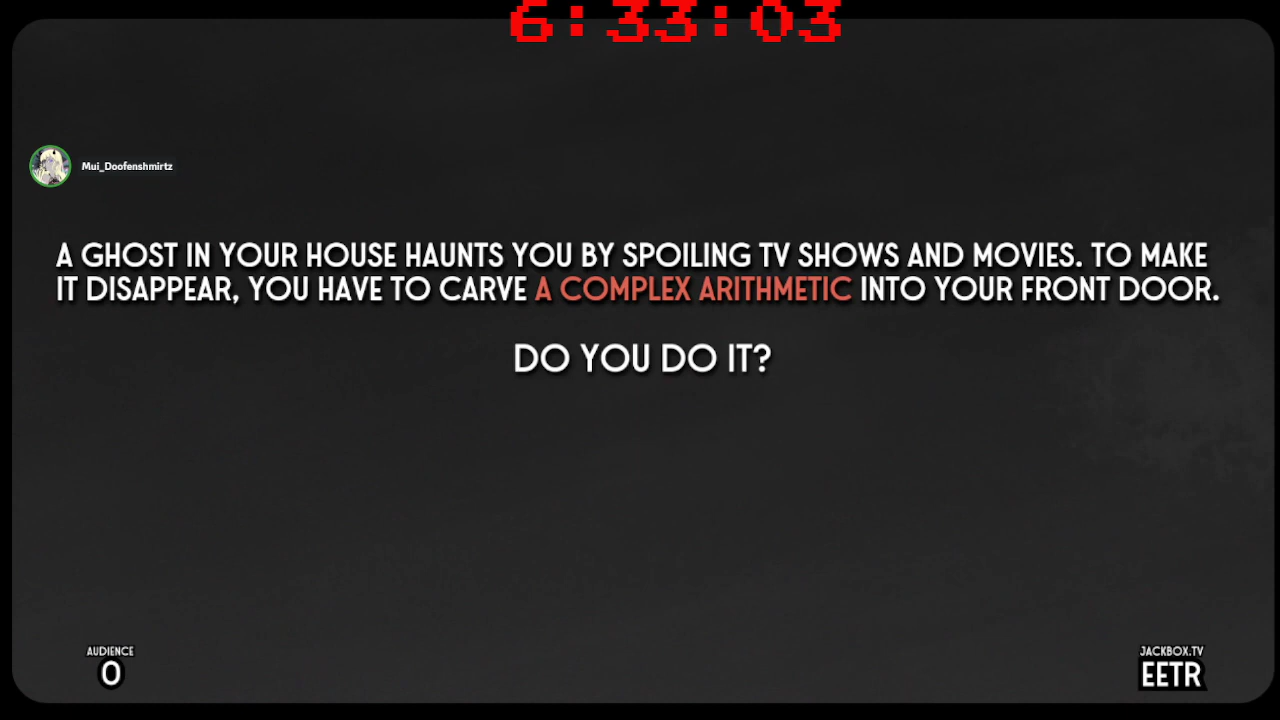 6:33:03
Mui_Doofenshmirtz
A GHOST IN YOUR HOUSE HAUNTS YOU BY SPOILING TV SHOWS AND MOVIES. TO MAKE
IT DISAPPEAR, YOU HAVE TO CARVE A COMPLEX ARITHMETIC INTO YOUR FRONT DOOR.
DO YOU DO IT?
AUDIENCE
0
JACKBOX.TV
EETR